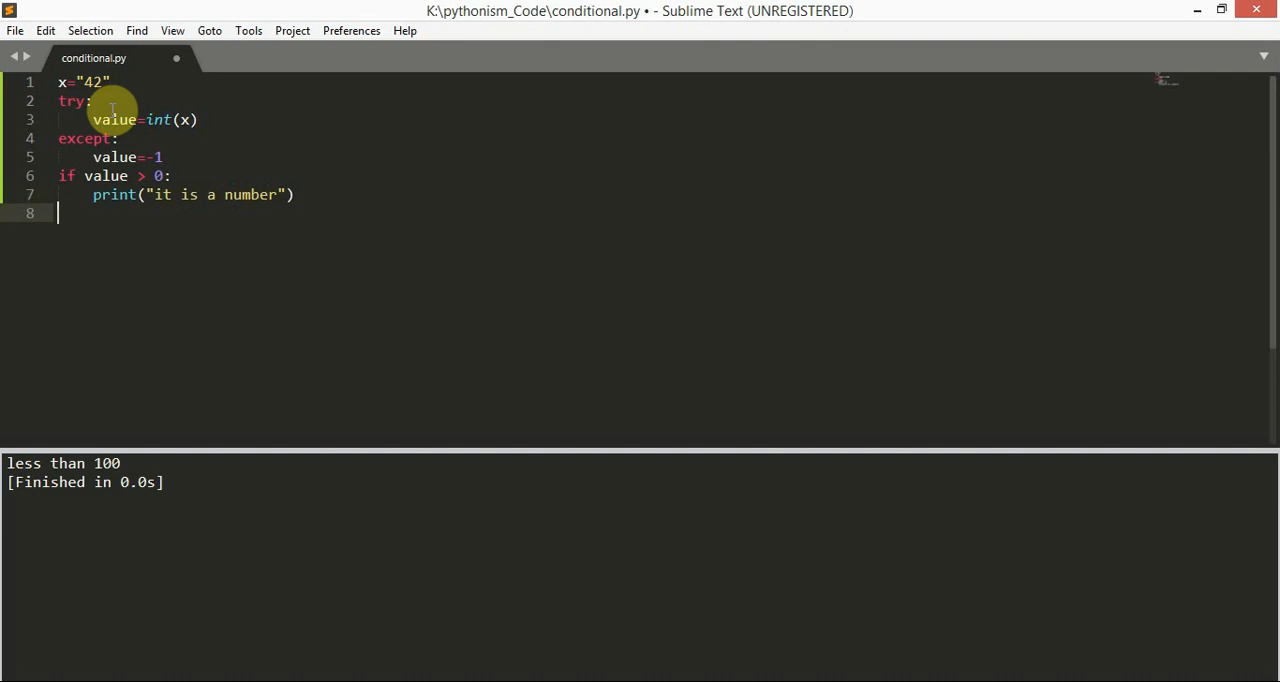 K:\pythonism_Code\conditional.py • - Sublime Text (UNREGISTERED)
File Edit Selection Find View Goto Tools Project Preferences Help
conditional.py
1 x="42"
2 try:
3     value=int(x)
4 except:
5     value=-1
6 if value > 0:
7     print("it is a number")
8
less than 100
[Finished in 0.0s]